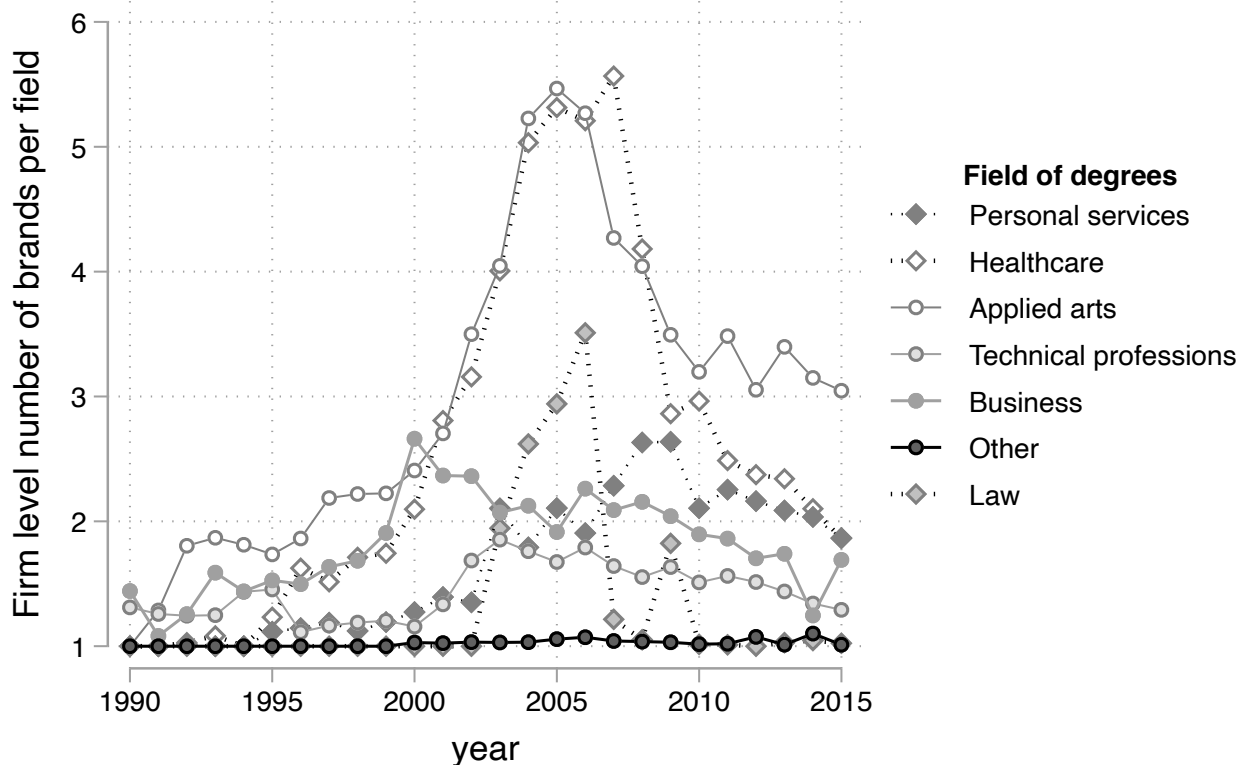 Firm level number of brands per field
6
5
4
3
2
1
1990 1995 2000 2005 2010 2015
year
Field of degrees
Personal services
Healthcare
Applied arts
Technical professions
Business
Other
Law